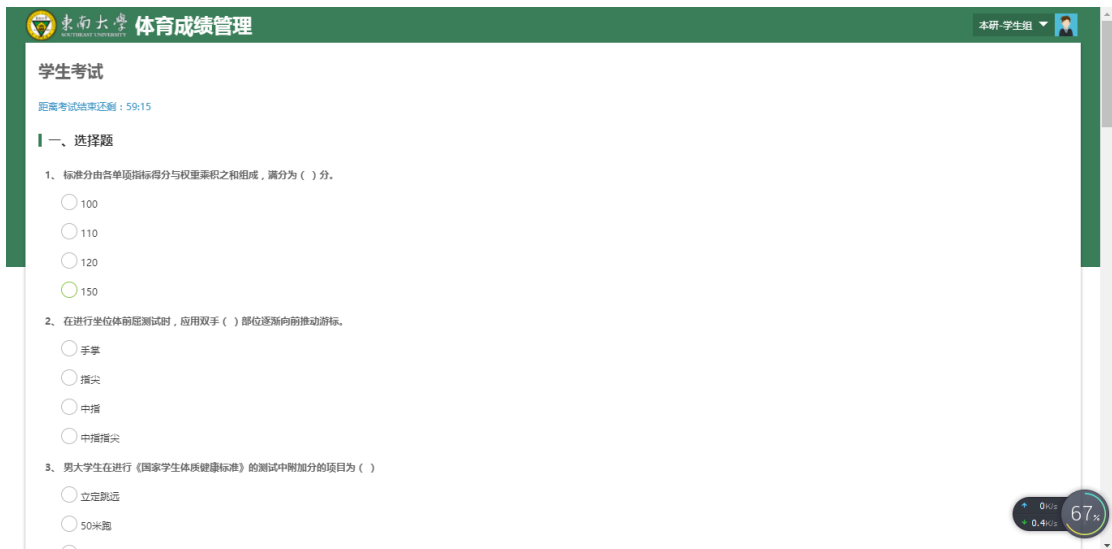 東南大學 体育成绩管理
SOUTHEAST UNIVERSITY
本研-学生组
学生考试
距离考试结束还剩：59:15
一、选择题
1、 标准分由各单项指标得分与权重乘积之和组成，满分为（ ）分。
100
110
120
150
2、 在进行坐位体前屈测试时，应用双手（ ）部位逐渐向前推动游标。
手掌
指尖
中指
中指指尖
3、 男大学生在进行《国家学生体质健康标准》的测试中附加分的项目为（ ）
立定跳远
50米跑
0K/s
0.4K/s
67%